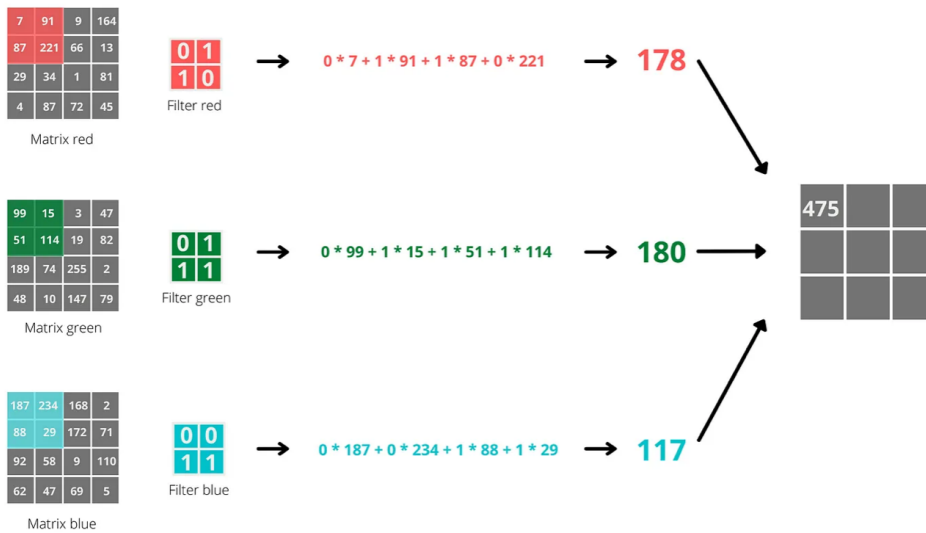 7 91 9 164
87 221 66 13
29 34 1 81
4 87 72 45
Matrix red
0 1
1 0
Filter red
0 * 7 + 1 * 91 + 1 * 87 + 0 * 221
178
99 15 3 47
51 114 19 82
189 74 255 2
48 10 147 79
Matrix green
0 1
1 1
Filter green
0 * 99 + 1 * 15 + 1 * 51 + 1 * 114
180
475
187 234 168 2
88 29 172 71
92 58 9 110
62 47 69 5
Matrix blue
0 0
1 1
Filter blue
0 * 187 + 0 * 234 + 1 * 88 + 1 * 29
117